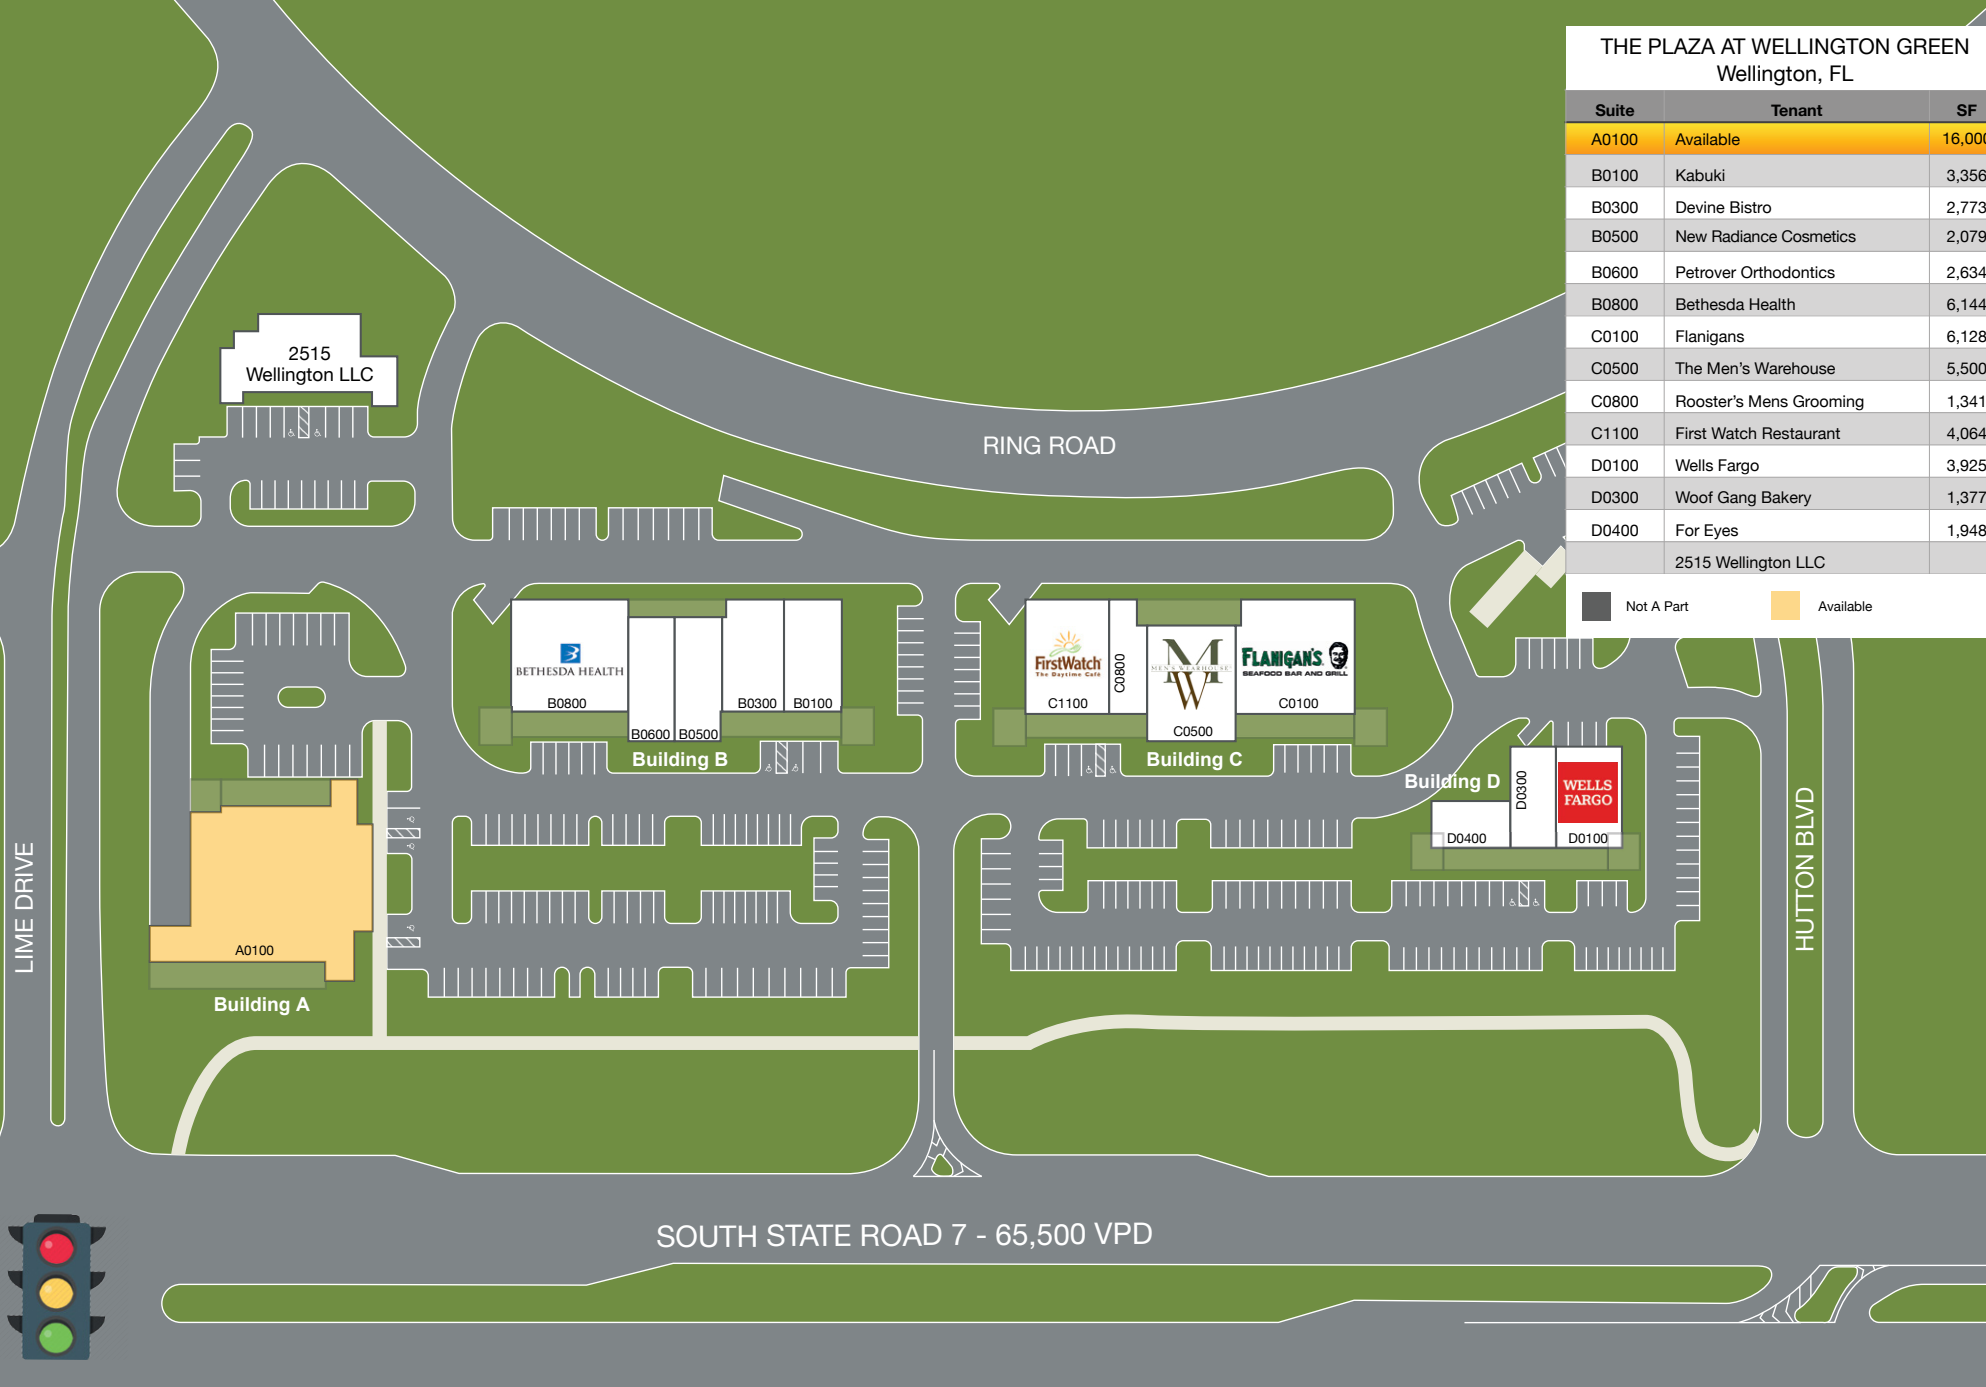 THE PLAZA AT WELLINGTON GREEN
Wellington, FL
Suite Tenant SF
A0100 Available 16,000
B0100 Kabuki 3,356
B0300 Devine Bistro 2,773
B0500 New Radiance Cosmetics 2,079
B0600 Petrover Orthodontics 2,634
B0800 Bethesda Health 6,144
C0100 Flanigans 6,128
C0500 The Men's Warehouse 5,500
C0800 Rooster's Mens Grooming 1,341
C1100 First Watch Restaurant 4,064
D0100 Wells Fargo 3,925
D0300 Woof Gang Bakery 1,377
D0400 For Eyes 1,948
2515 Wellington LLC
Not A Part Available
2515
Wellington LLC
RING ROAD
BETHESDA HEALTH
B0800
B0600
B0500
B0300
B0100
Building B
FirstWatch
The Daytime Café
C1100
C0800
MEN'S WEARHOUSE
MW
C0500
FLANIGAN'S
SEAFOOD BAR AND GRILL
C0100
Building C
Building D
D0300
WELLS
FARGO
D0400
D0100
LIME DRIVE
HUTTON BLVD
A0100
Building A
SOUTH STATE ROAD 7 - 65,500 VPD